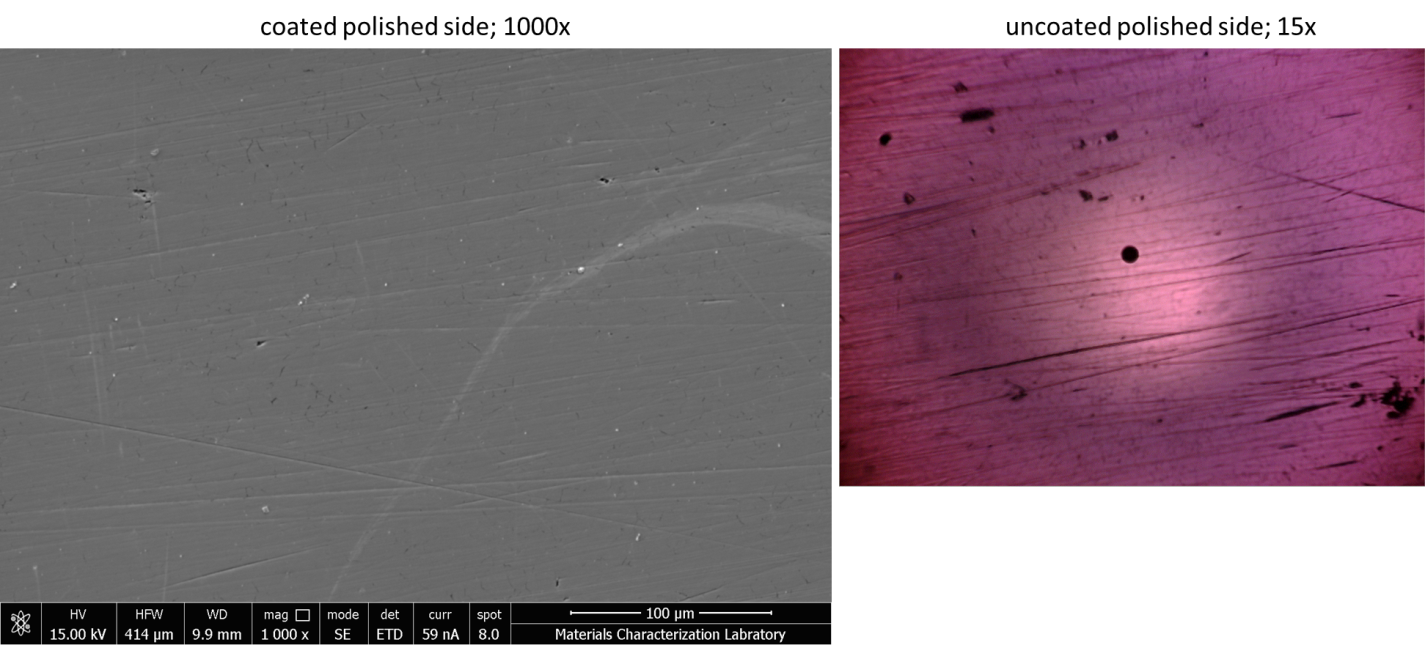 coated polished side; 1000x
uncoated polished side; 15x
HV HFW WD mag mode det curr spot 100 µm
15.00 kV 414 µm 9.9 mm 1 000 x SE ETD 59 nA 8.0 Materials Characterization Labratory